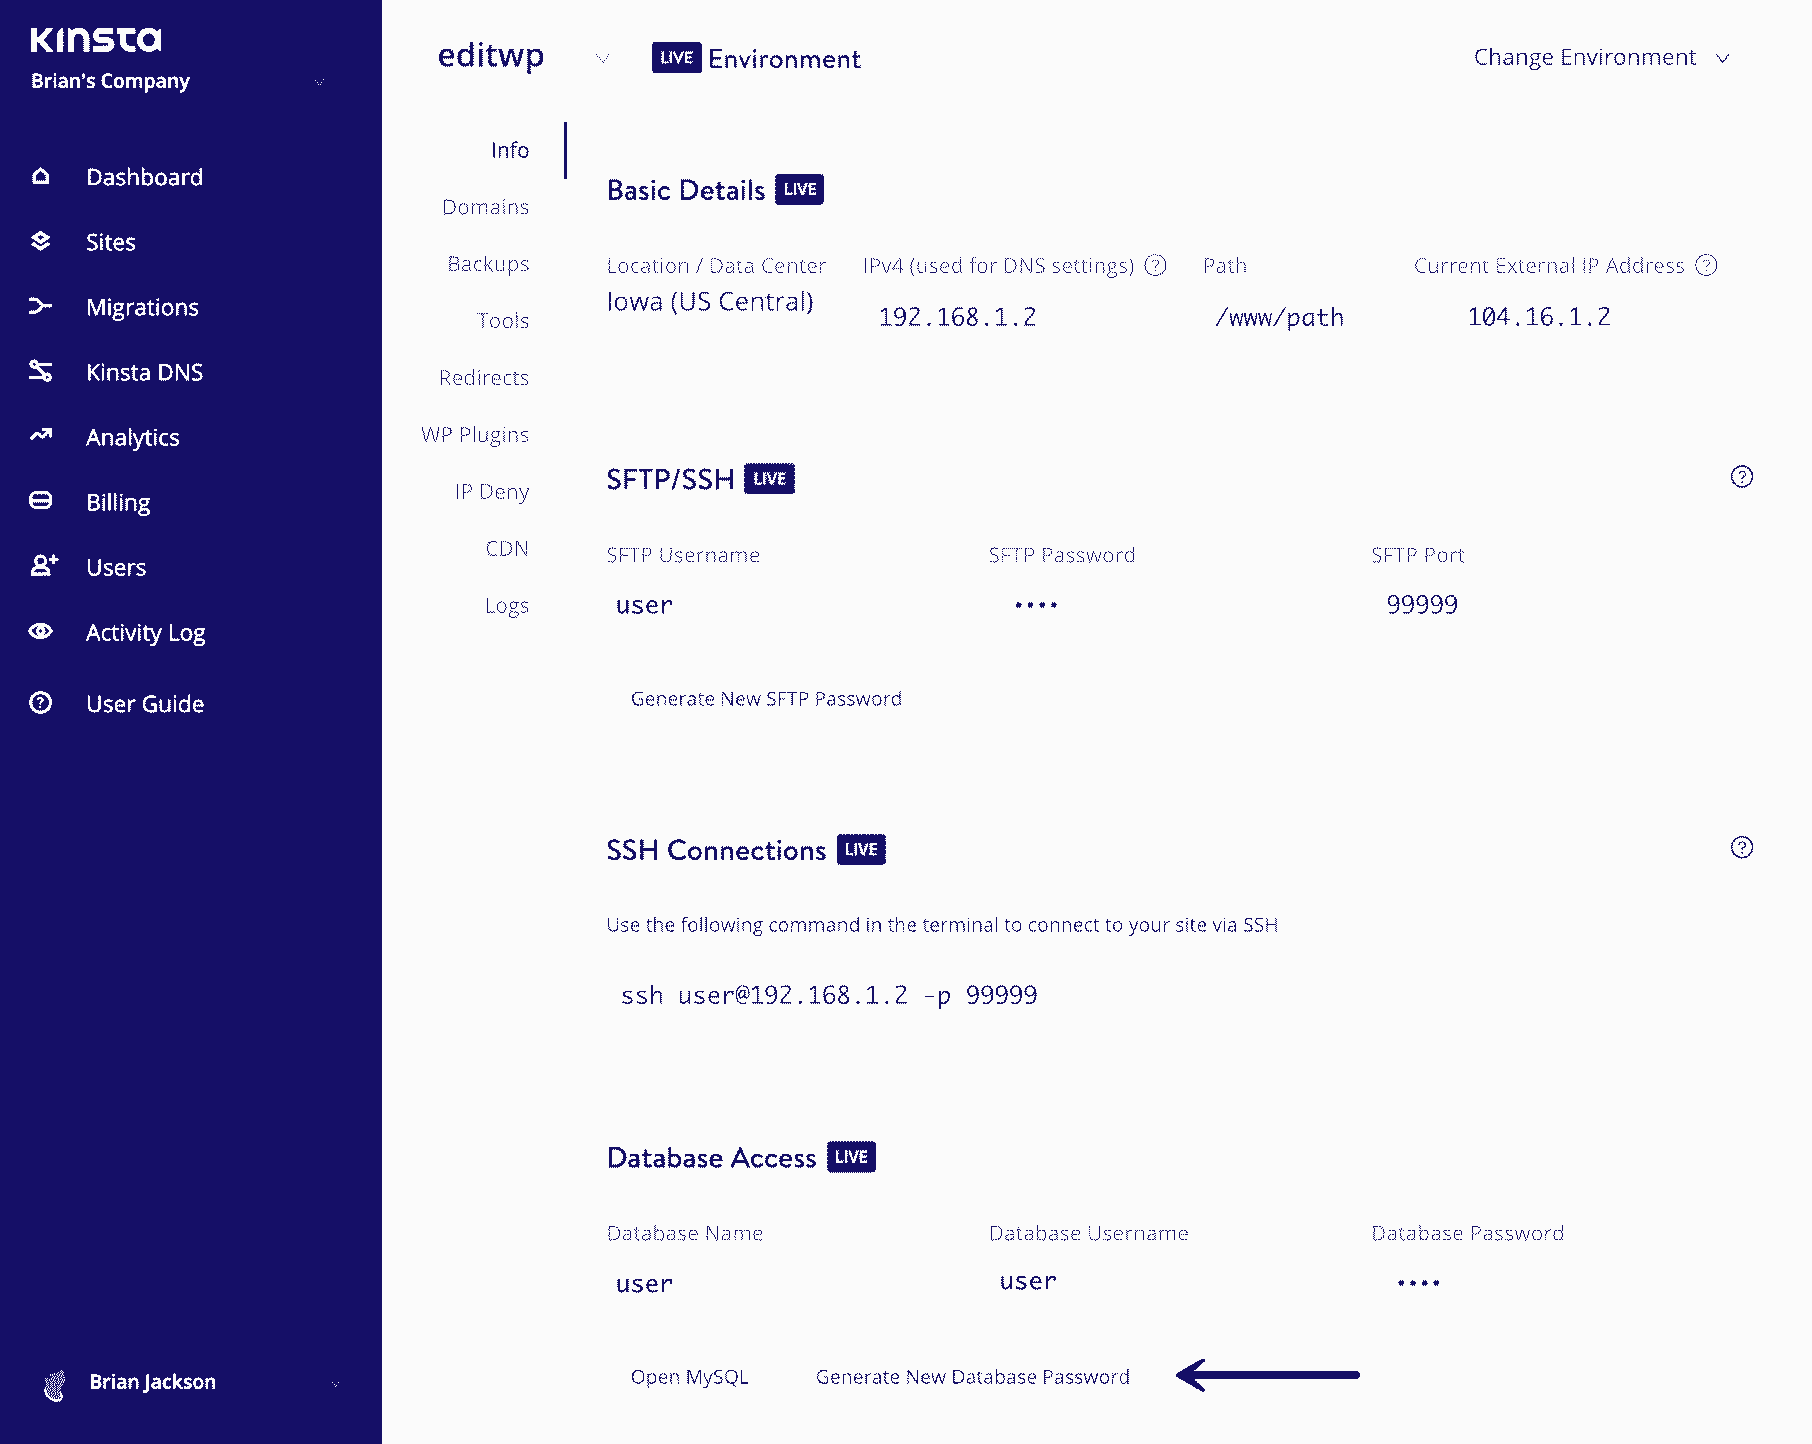 Kinsta
Brian's Company
Dashboard
Sites
Migrations
Kinsta DNS
Analytics
Billing
Users
Activity Log
User Guide
Brian Jackson
editwp LIVE Environment Change Environment
Info
Domains
Backups
Tools
Redirects
WP Plugins
IP Deny
CDN
Logs
Basic Details LIVE
Location / Data Center IPv4 (used for DNS settings) ? Path Current External IP Address ?
Iowa (US Central) 192.168.1.2 /www/path 104.16.1.2
SFTP/SSH LIVE ?
SFTP Username SFTP Password SFTP Port
user •••• 99999
Generate New SFTP Password
SSH Connections LIVE ?
Use the following command in the terminal to connect to your site via SSH
ssh user@192.168.1.2 -p 99999
Database Access LIVE
Database Name Database Username Database Password
user user ••••
Open MySQL Generate New Database Password